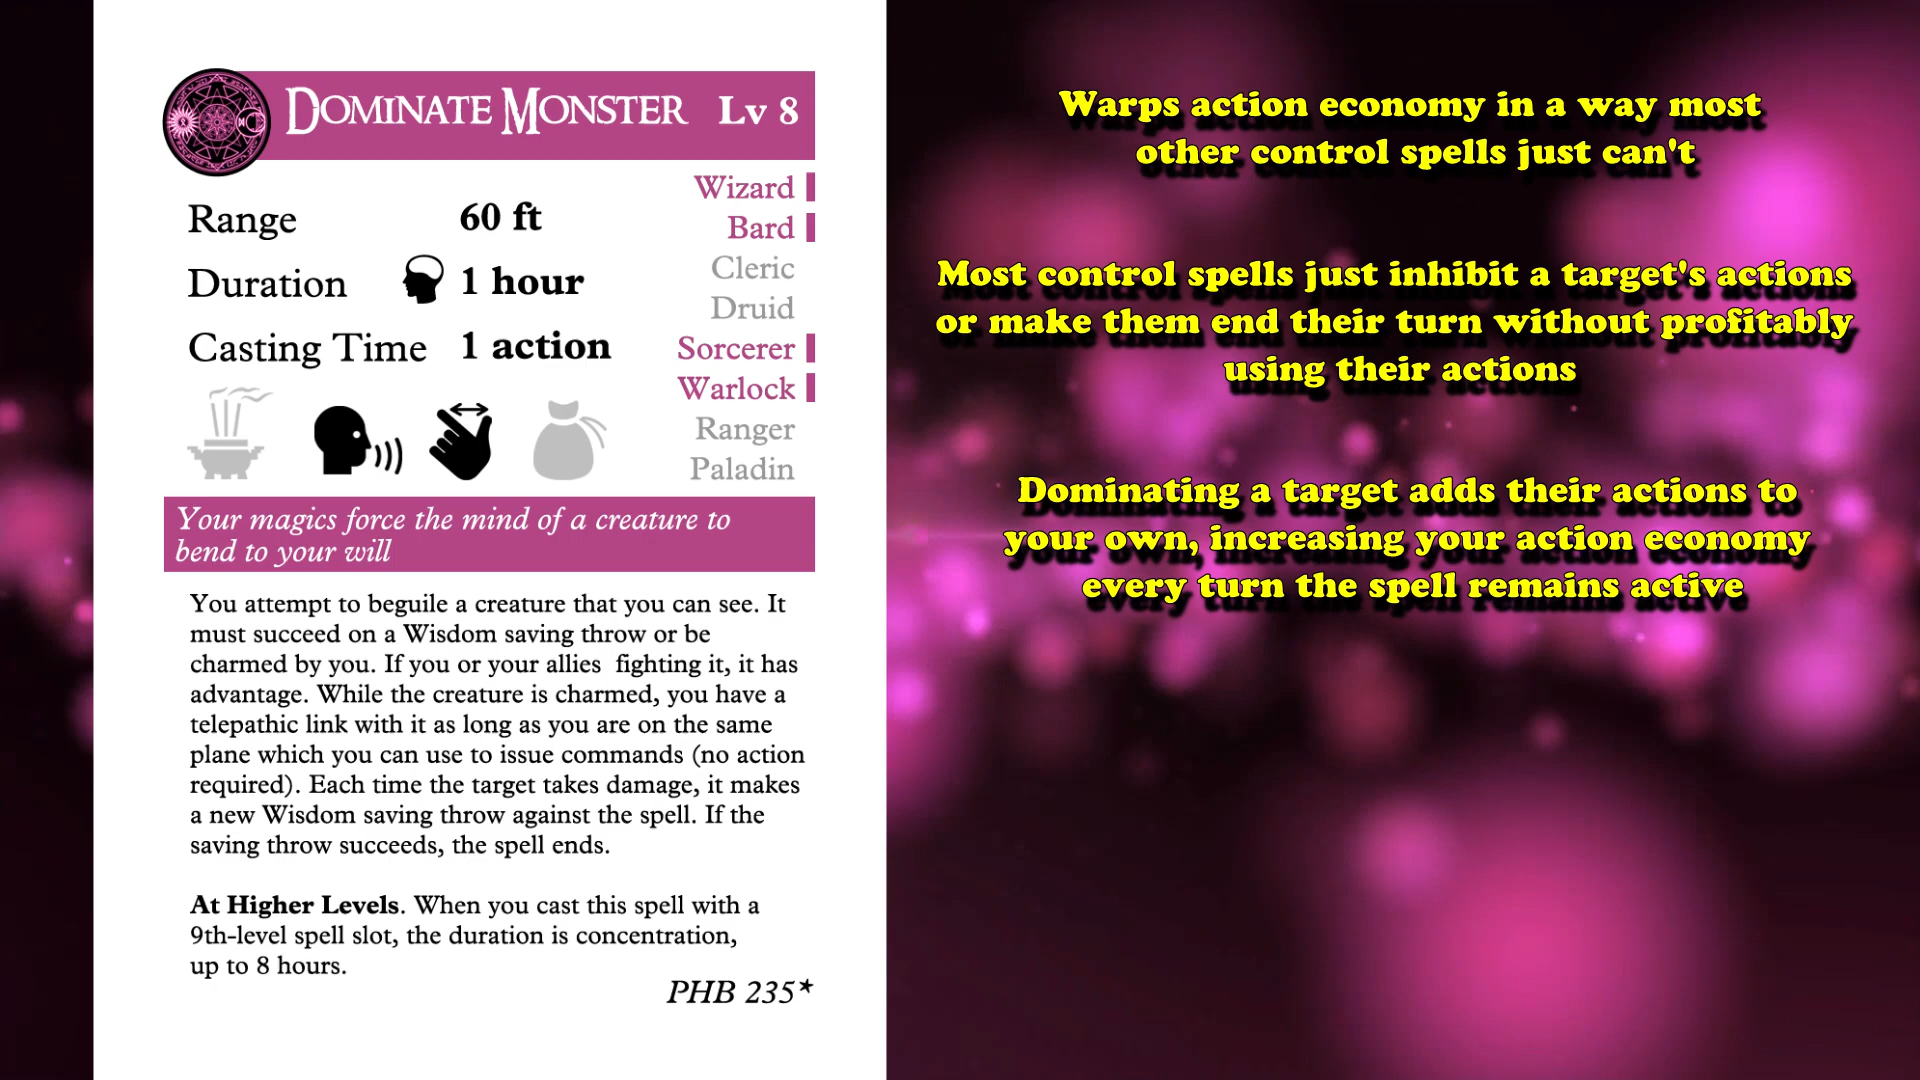 Dominate Monster Lv 8
Wizard
Bard
Cleric
Druid
Sorcerer
Warlock
Ranger
Paladin
Range 60 ft
Duration 1 hour
Casting Time 1 action
Your magics force the mind of a creature to
bend to your will
You attempt to beguile a creature that you can see. It
must succeed on a Wisdom saving throw or be
charmed by you. If you or your allies  fighting it, it has
advantage. While the creature is charmed, you have a
telepathic link with it as long as you are on the same
plane which you can use to issue commands (no action
required). Each time the target takes damage, it makes
a new Wisdom saving throw against the spell. If the
saving throw succeeds, the spell ends.
At Higher Levels. When you cast this spell with a
9th-level spell slot, the duration is concentration,
up to 8 hours.
PHB 235*
Warps action economy in a way most
other control spells just can't
Most control spells just inhibit a target's actions
or make them end their turn without profitably
using their actions
Dominating a target adds their actions to
your own, increasing your action economy
every turn the spell remains active